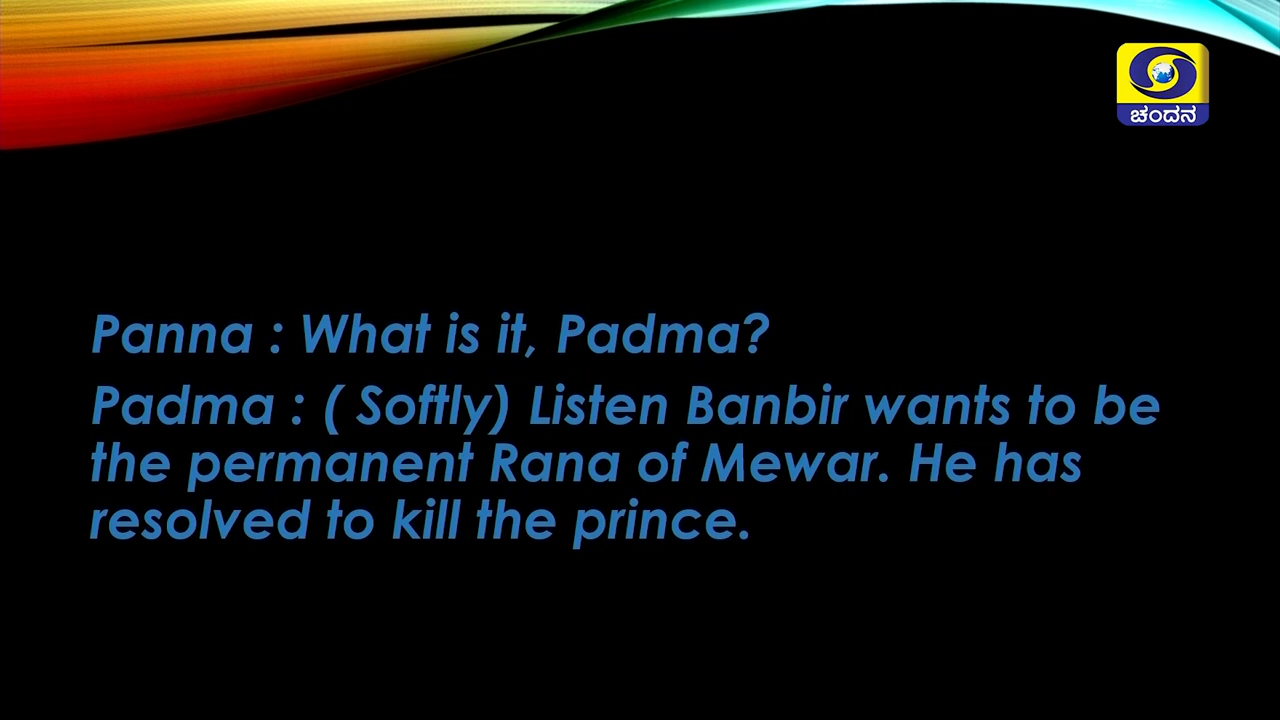 ಚಂದನ
Panna : What is it, Padma?
Padma : ( Softly) Listen Banbir wants to be
the permanent Rana of Mewar. He has
resolved to kill the prince.